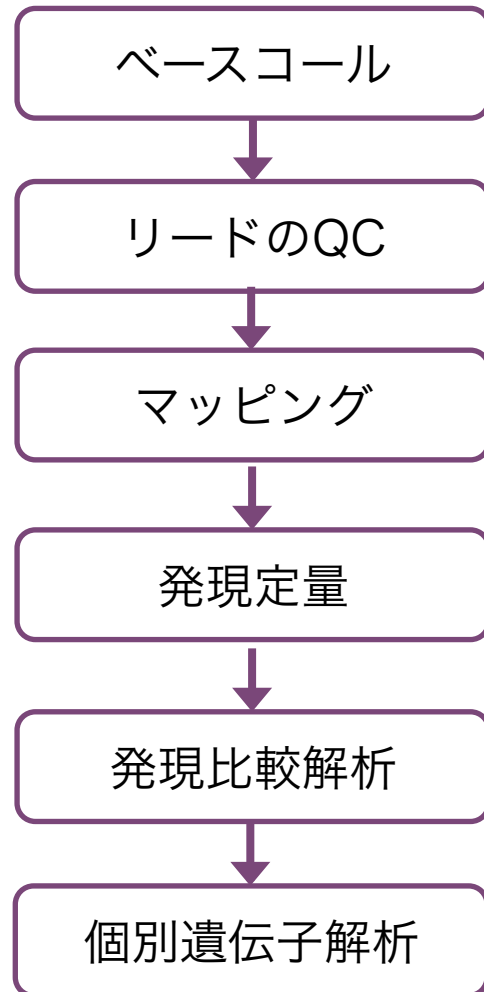 ベースコール
リードのQC
マッピング
発現定量
発現比較解析
個別遺伝子解析